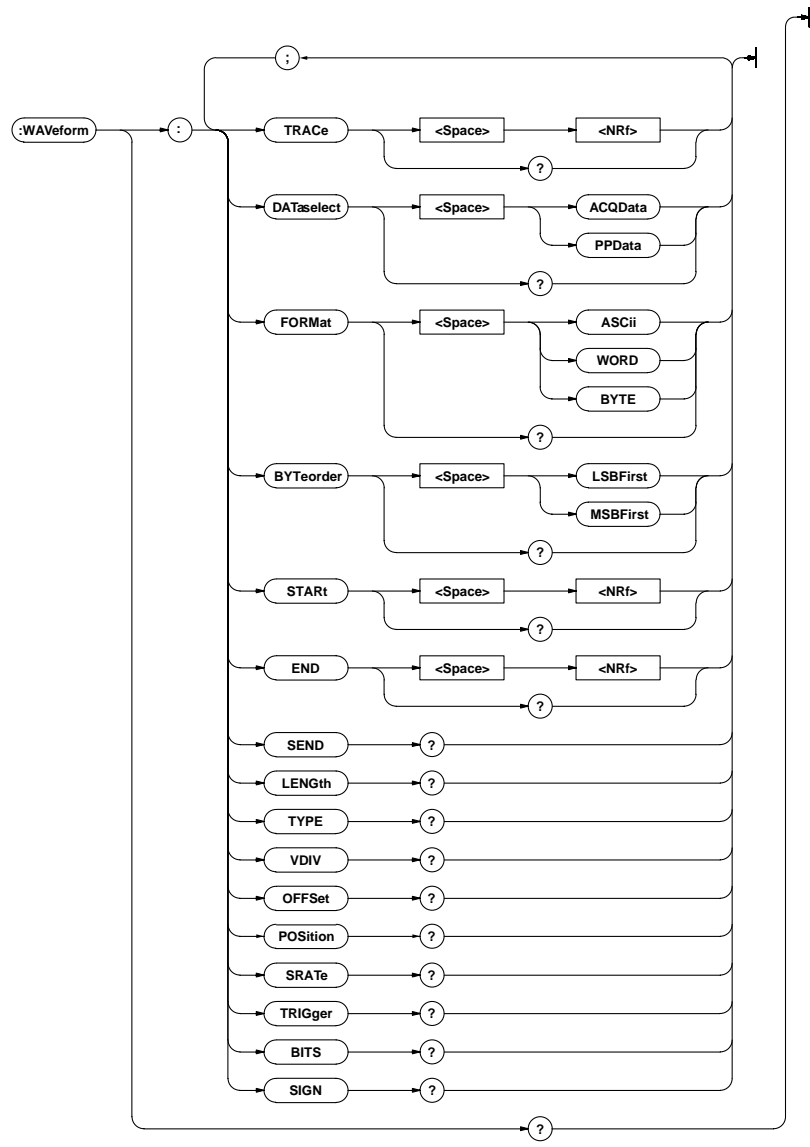 ;
:WAVeform : TRACe <Space> <NRf>
?
DATaselect <Space> ACQData
PPData
?
FORMat <Space> ASCii
WORD
BYTE
?
BYTeorder <Space> LSBFirst
MSBFirst
?
STARt <Space> <NRf>
?
END <Space> <NRf>
?
SEND ?
LENGth ?
TYPE ?
VDIV ?
OFFSet ?
POSition ?
SRATe ?
TRIGger ?
BITS ?
SIGN ?
?